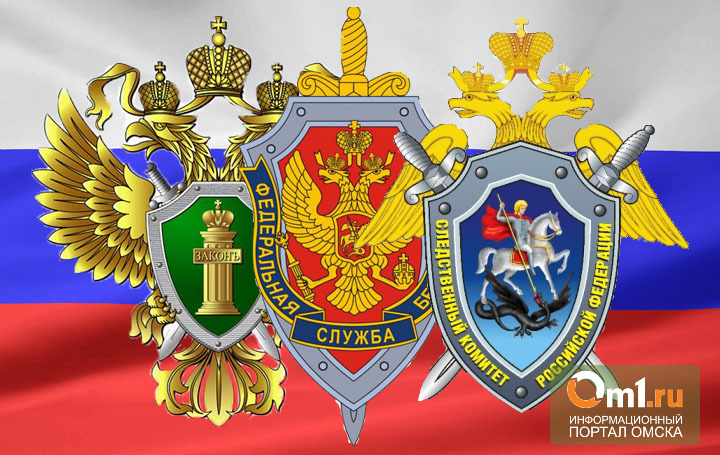 ЗАКОНЪ
ФЕДЕРАЛЬНАЯ
СЛУЖБА
СЛЕДСТВЕННЫЙ КОМИТЕТ
РОССИЙСКОЙ ФЕДЕРАЦИИ
Om1.ru
ИНФОРМАЦИОННЫЙ
ПОРТАЛ ОМСКА